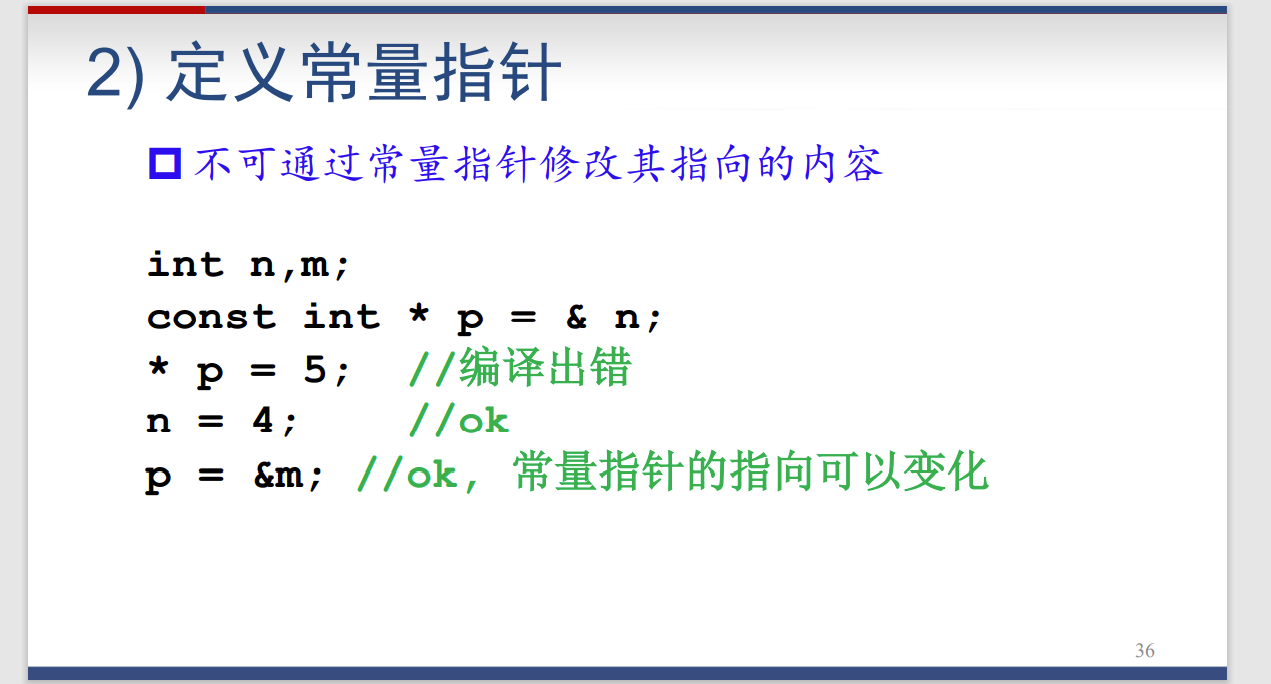 2) 定义常量指针
不可通过常量指针修改其指向的内容
int n,m;
const int * p = & n;
* p = 5; //编译出错
n = 4; //ok
p = &m; //ok, 常量指针的指向可以变化
36